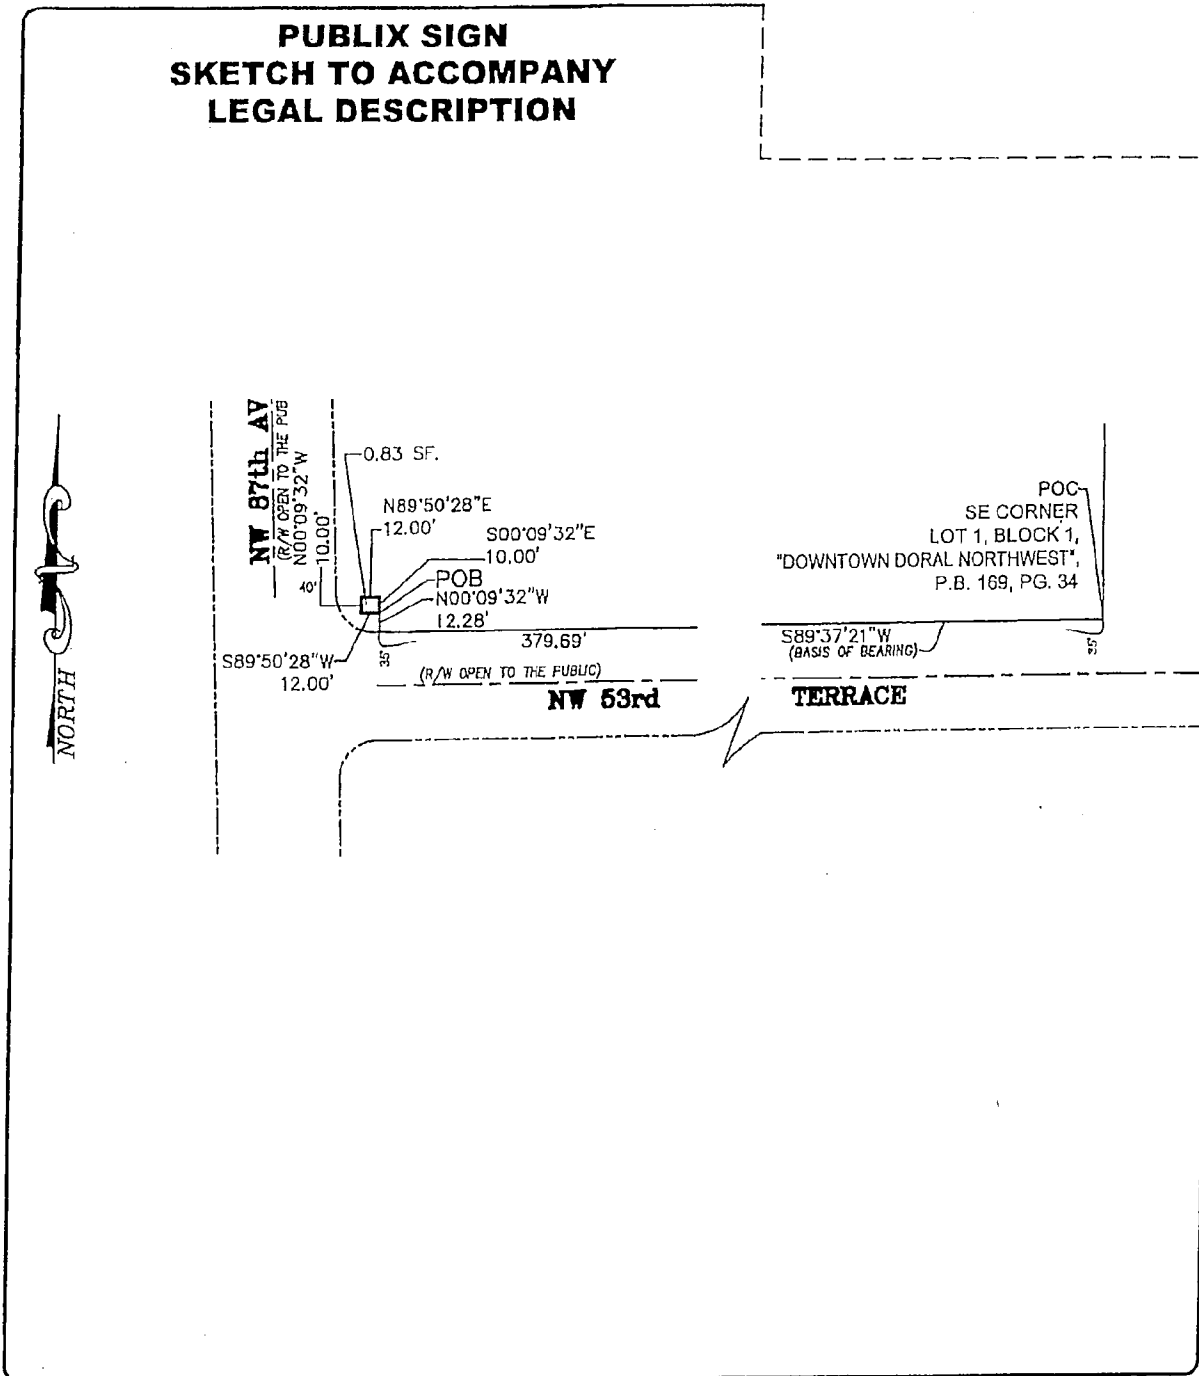 PUBLIX SIGN
SKETCH TO ACCOMPANY
LEGAL DESCRIPTION
NW 87th AV
(R/W OPEN TO THE PUB
N00°09'32"W
10.00'
40'
0.83 SF.
N89°50'28"E
12.00'
S00°09'32"E
10.00'
POB
N00°09'32"W
12.28'
379.69'
S89°50'28"W
12.00'
35'
(R/W OPEN TO THE PUBLIC)
NW 53rd
TERRACE
POC
SE CORNER
LOT 1, BLOCK 1,
"DOWNTOWN DORAL NORTHWEST",
P.B. 169, PG. 34
S89°37'21"W
(BASIS OF BEARING)
NORTH